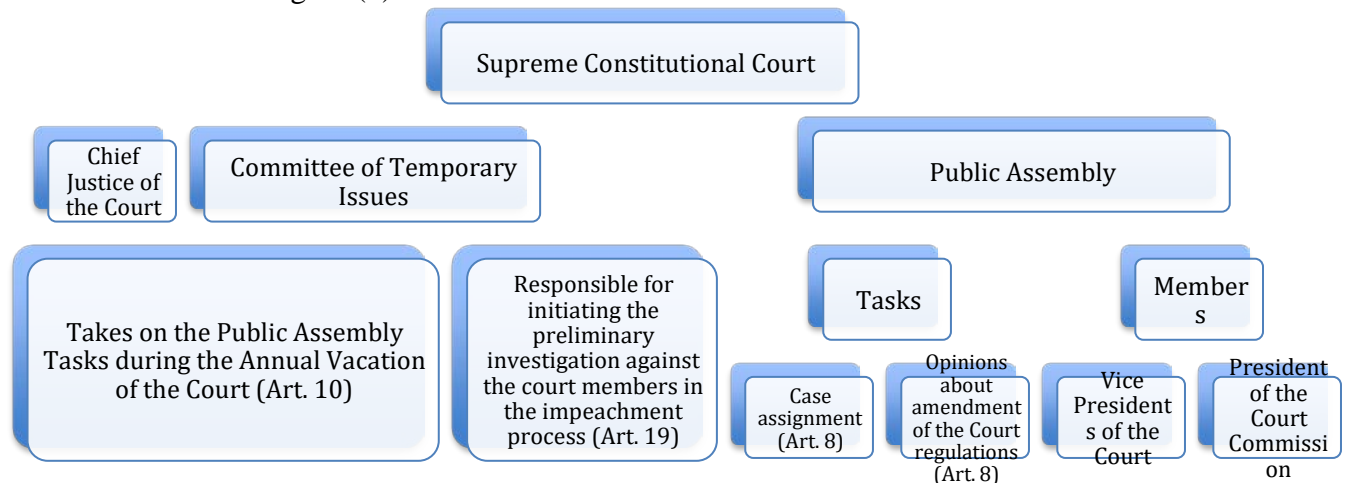 Supreme Constitutional Court
Chief
Justice of
the Court
Committee of Temporary
Issues
Public Assembly
Takes on the Public Assembly
Tasks during the Annual Vacation
of the Court (Art. 10)
Responsible for
initiating the
preliminary
investigation against
the court members in
the impeachment
process (Art. 19)
Tasks
Member
s
Case
assignment
(Art. 8)
Opinions
about
amendment
of the Court
regulations
(Art. 8)
Vice
President
s of the
Court
President
of the
Court
Commissi
on